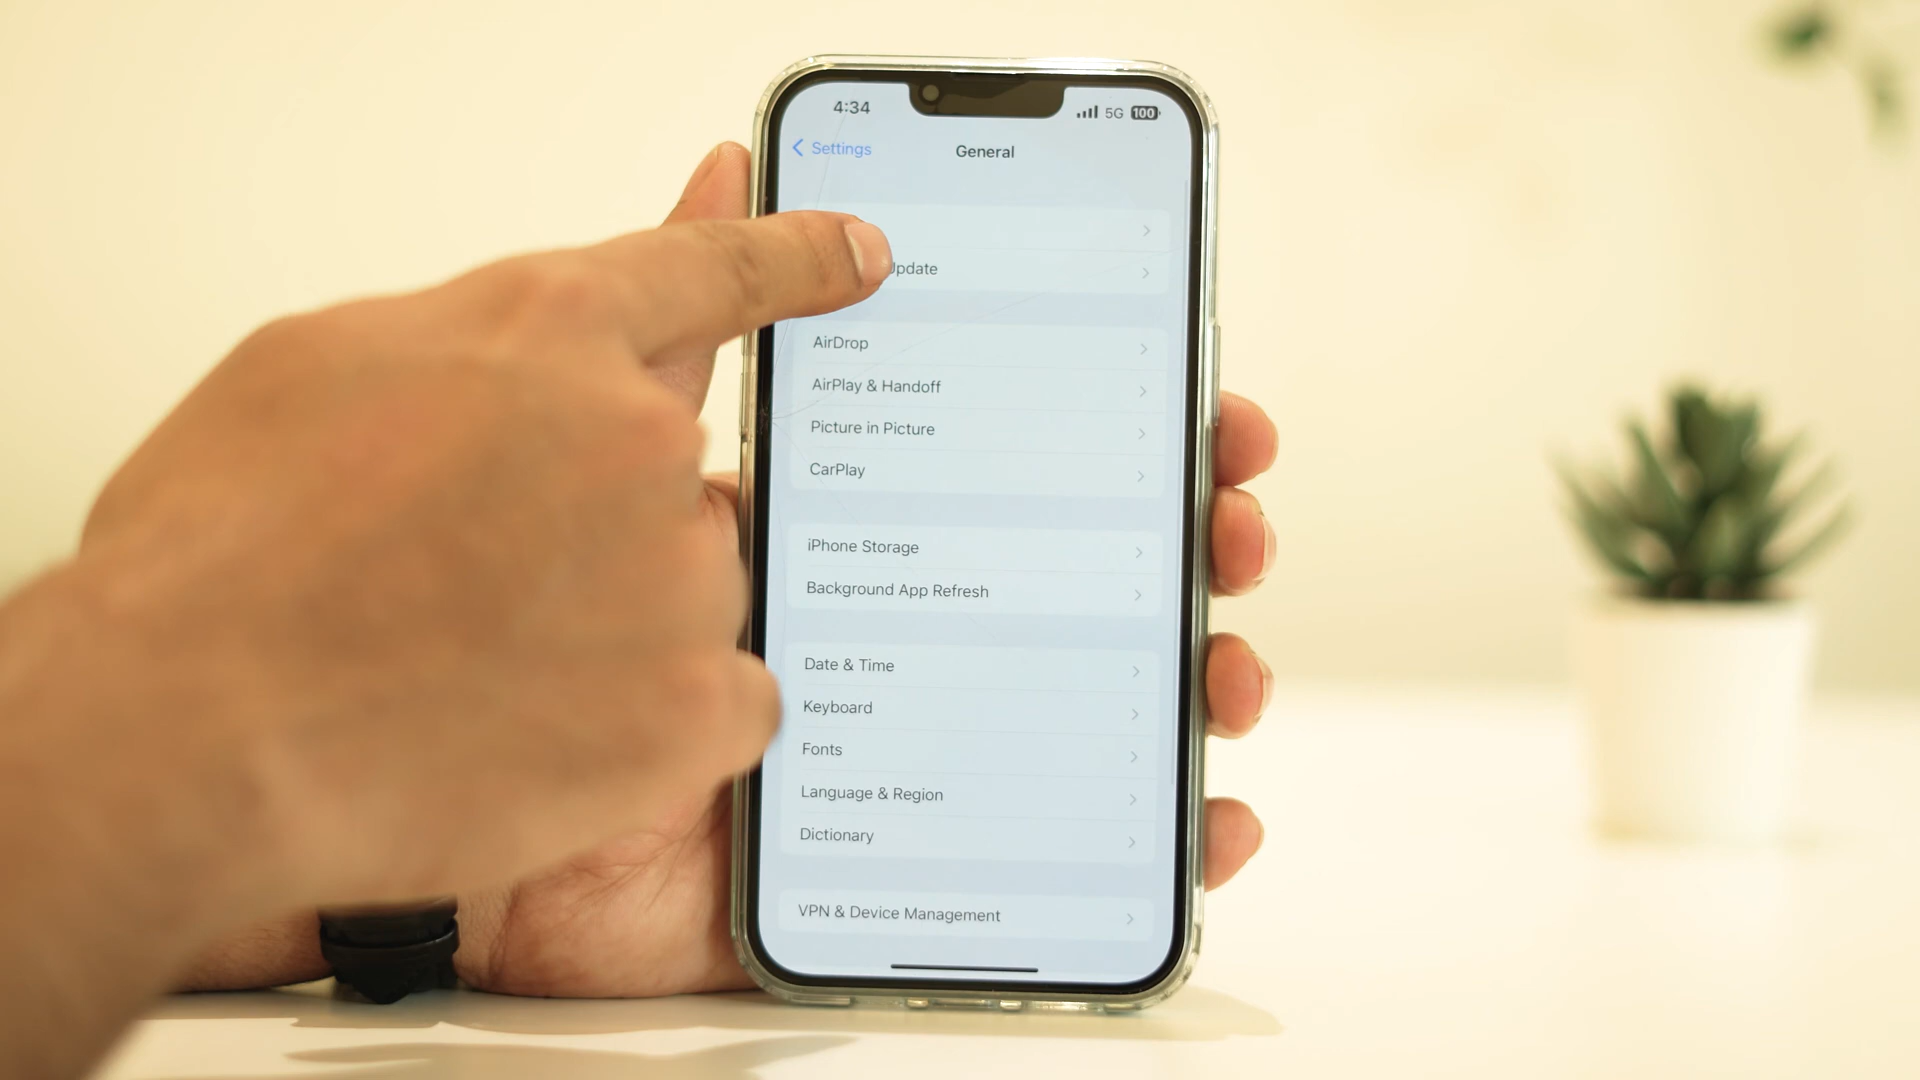 4:34
5G 100
Settings
General
Update
AirDrop
AirPlay & Handoff
Picture in Picture
CarPlay
iPhone Storage
Background App Refresh
Date & Time
Keyboard
Fonts
Language & Region
Dictionary
VPN & Device Management